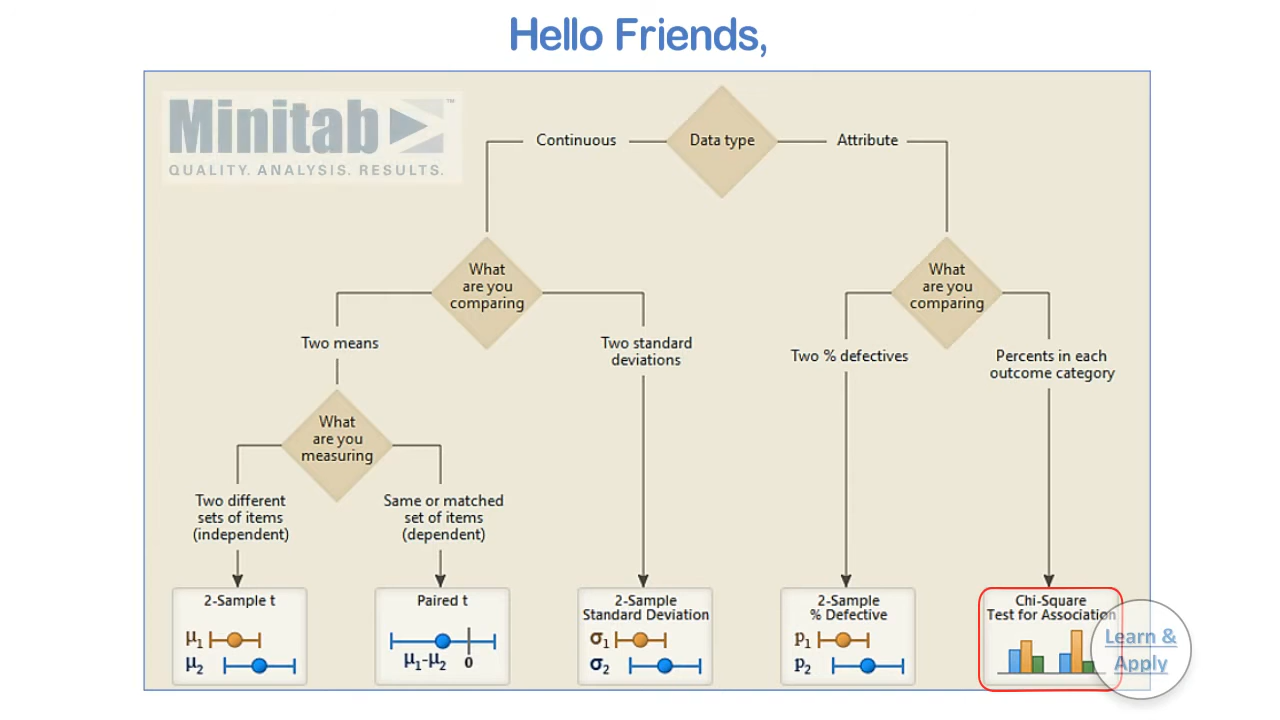 Hello Friends,
Minitab
™
QUALITY. ANALYSIS. RESULTS.
Continuous
Data type
Attribute
What
are you
comparing
What
are you
comparing
Two means
Two standard
deviations
Two % defectives
Percents in each
outcome category
What
are you
measuring
Two different
sets of items
(independent)
Same or matched
set of items
(dependent)
2-Sample t
μ1
μ2
Paired t
μ1-μ2
0
2-Sample
Standard Deviation
σ1
σ2
2-Sample
% Defective
p1
p2
Chi-Square
Test for Association
Learn &
Apply